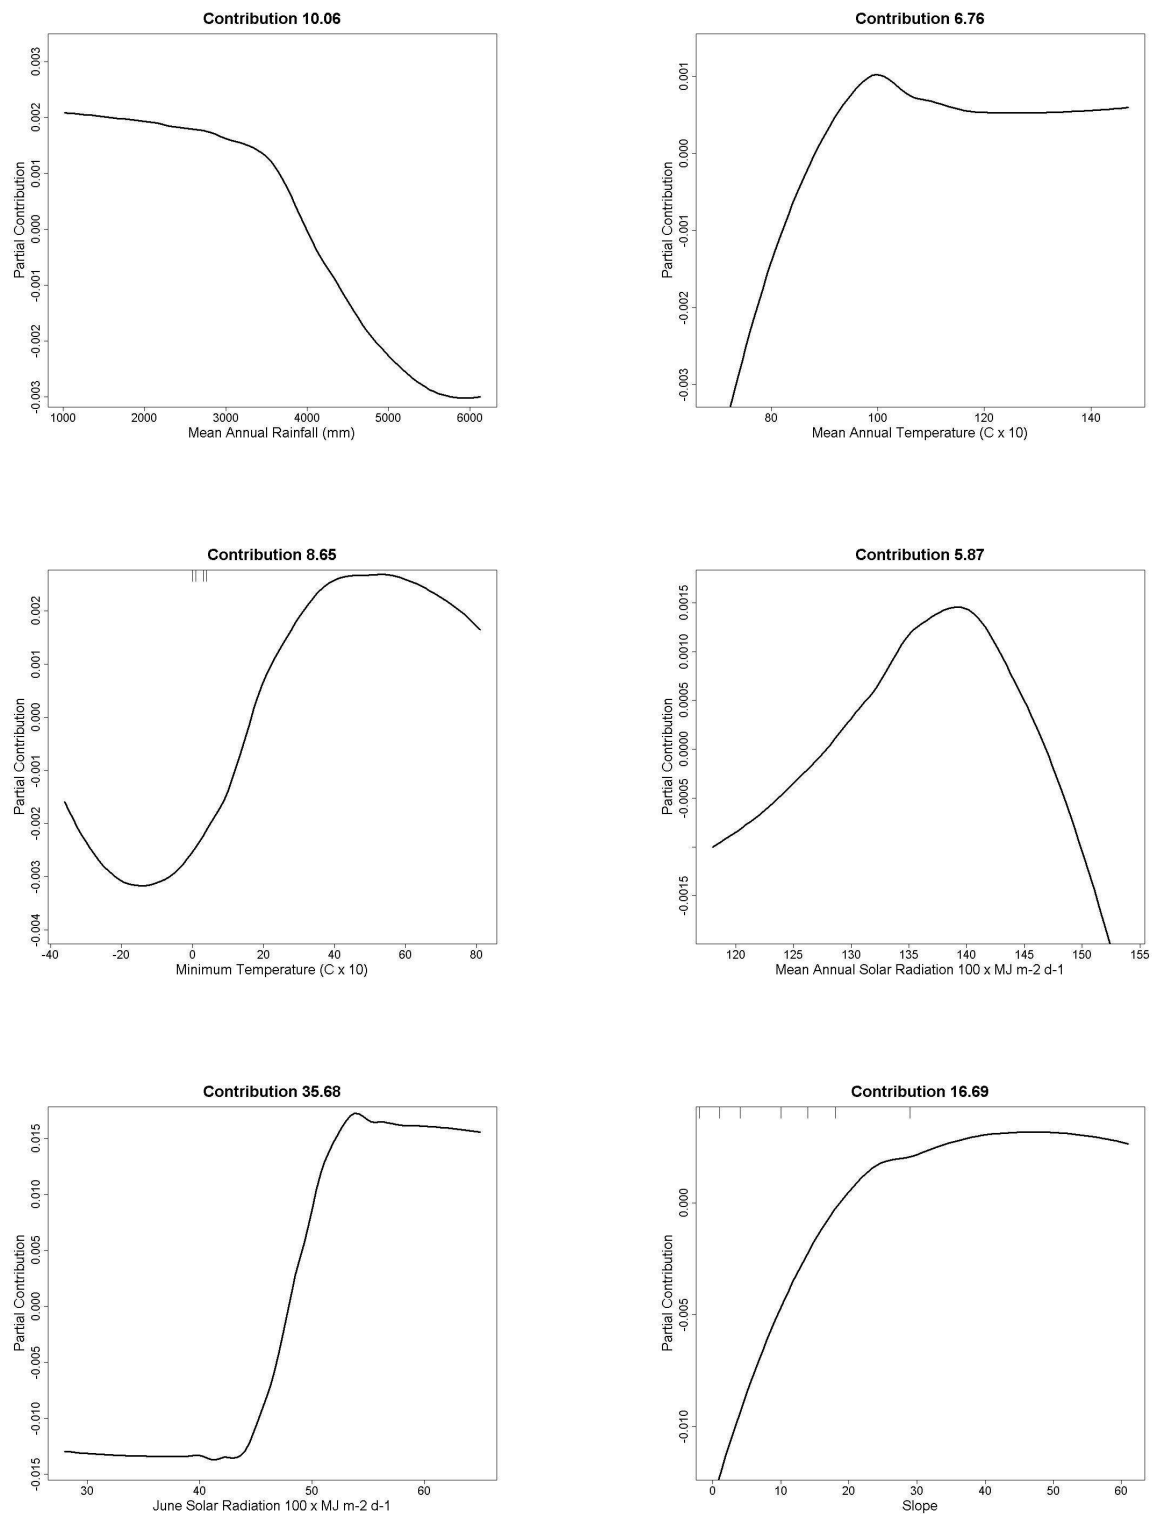 Contribution 10.06
Partial Contribution
0.003
0.002
0.001
0.000
-0.001
-0.002
-0.003
1000 2000 3000 4000 5000 6000
Mean Annual Rainfall (mm)
Contribution 6.76
Partial Contribution
0.001
0.000
-0.001
-0.002
-0.003
80 100 120 140
Mean Annual Temperature (C x 10)
Contribution 8.65
Partial Contribution
0.002
0.001
0.000
-0.001
-0.002
-0.003
-0.004
-40 -20 0 20 40 60 80
Minimum Temperature (C x 10)
Contribution 5.87
Partial Contribution
0.0015
0.0010
0.0005
0.0000
-0.0005
-0.0015
120 125 130 135 140 145 150 155
Mean Annual Solar Radiation 100 x MJ m-2 d-1
Contribution 35.68
Partial Contribution
0.015
0.010
0.005
0.000
-0.005
-0.010
-0.015
30 40 50 60
June Solar Radiation 100 x MJ m-2 d-1
Contribution 16.69
Partial Contribution
0.000
-0.005
-0.010
0 10 20 30 40 50 60
Slope